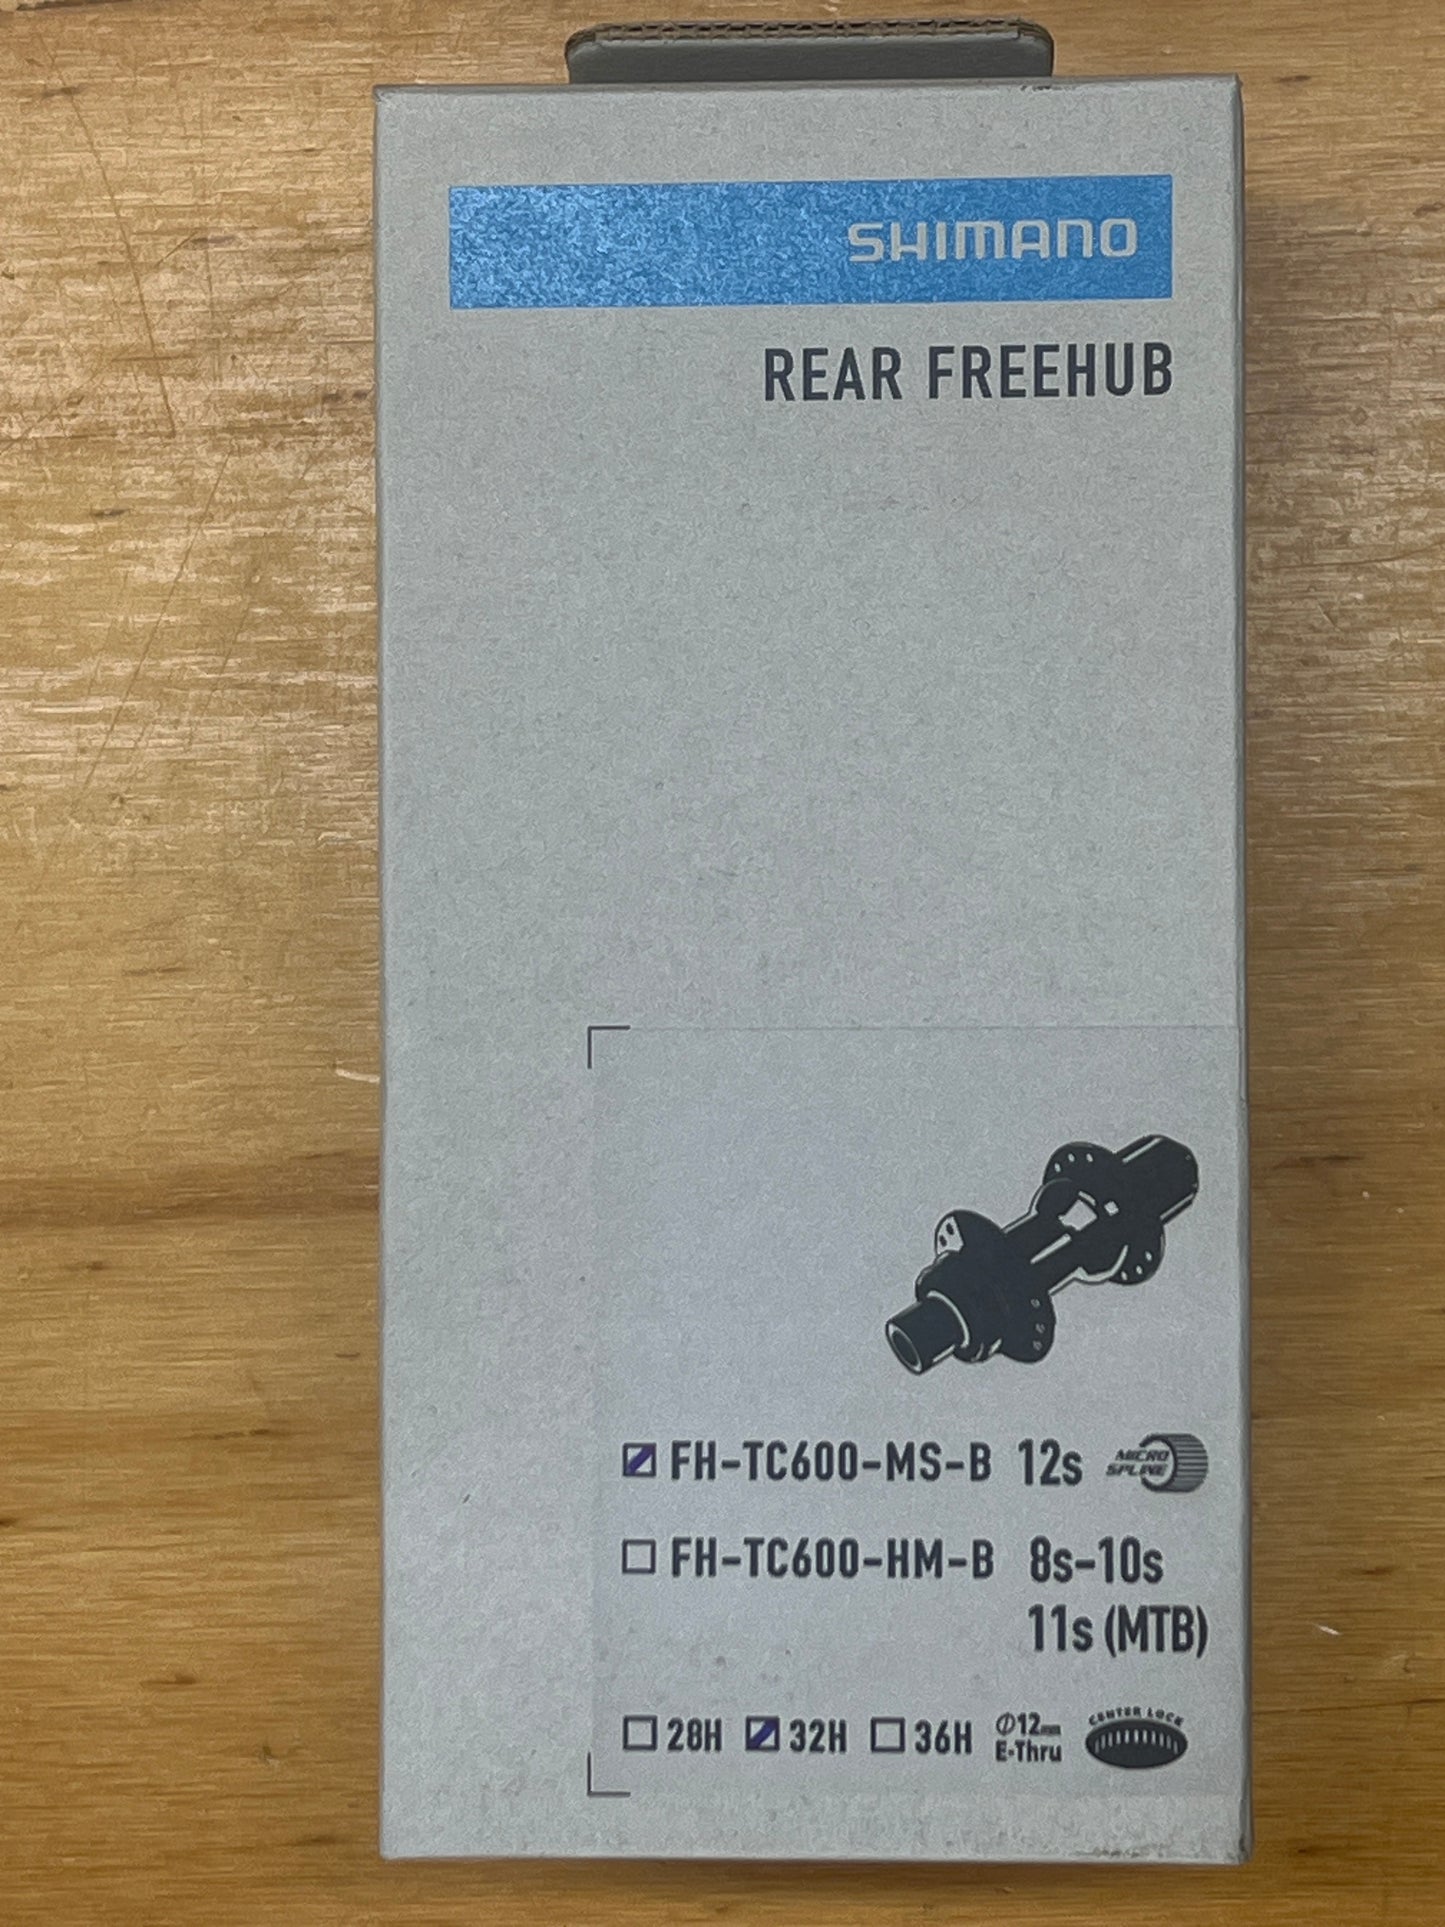 SHIMANO
REAR FREEHUB
FH-TC600-MS-B 12s MICRO SPLINE
FH-TC600-HM-B 8s-10s
11s (MTB)
28H 32H 36H ∅12mm E-Thru CENTER LOCK